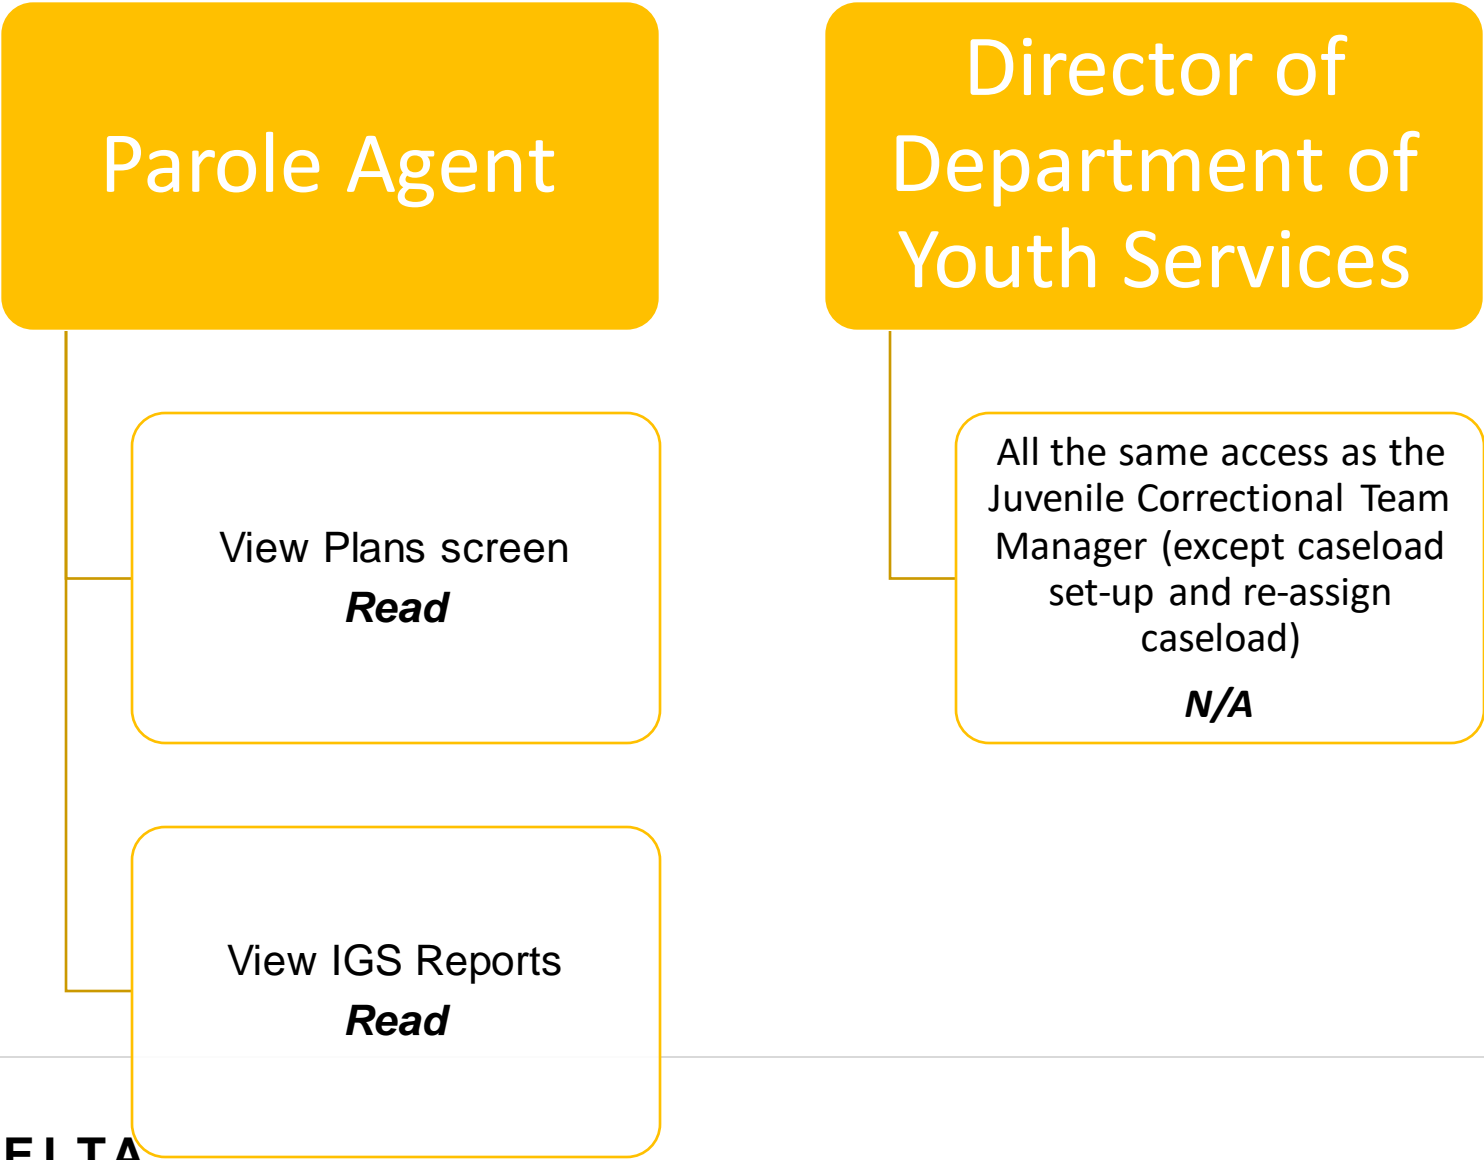 Parole Agent
View Plans screen
Read
View IGS Reports
Read
Director of
Department of
Youth Services
All the same access as the
Juvenile Correctional Team
Manager (except caseload
set-up and re-assign
caseload)
N/A
ELTA